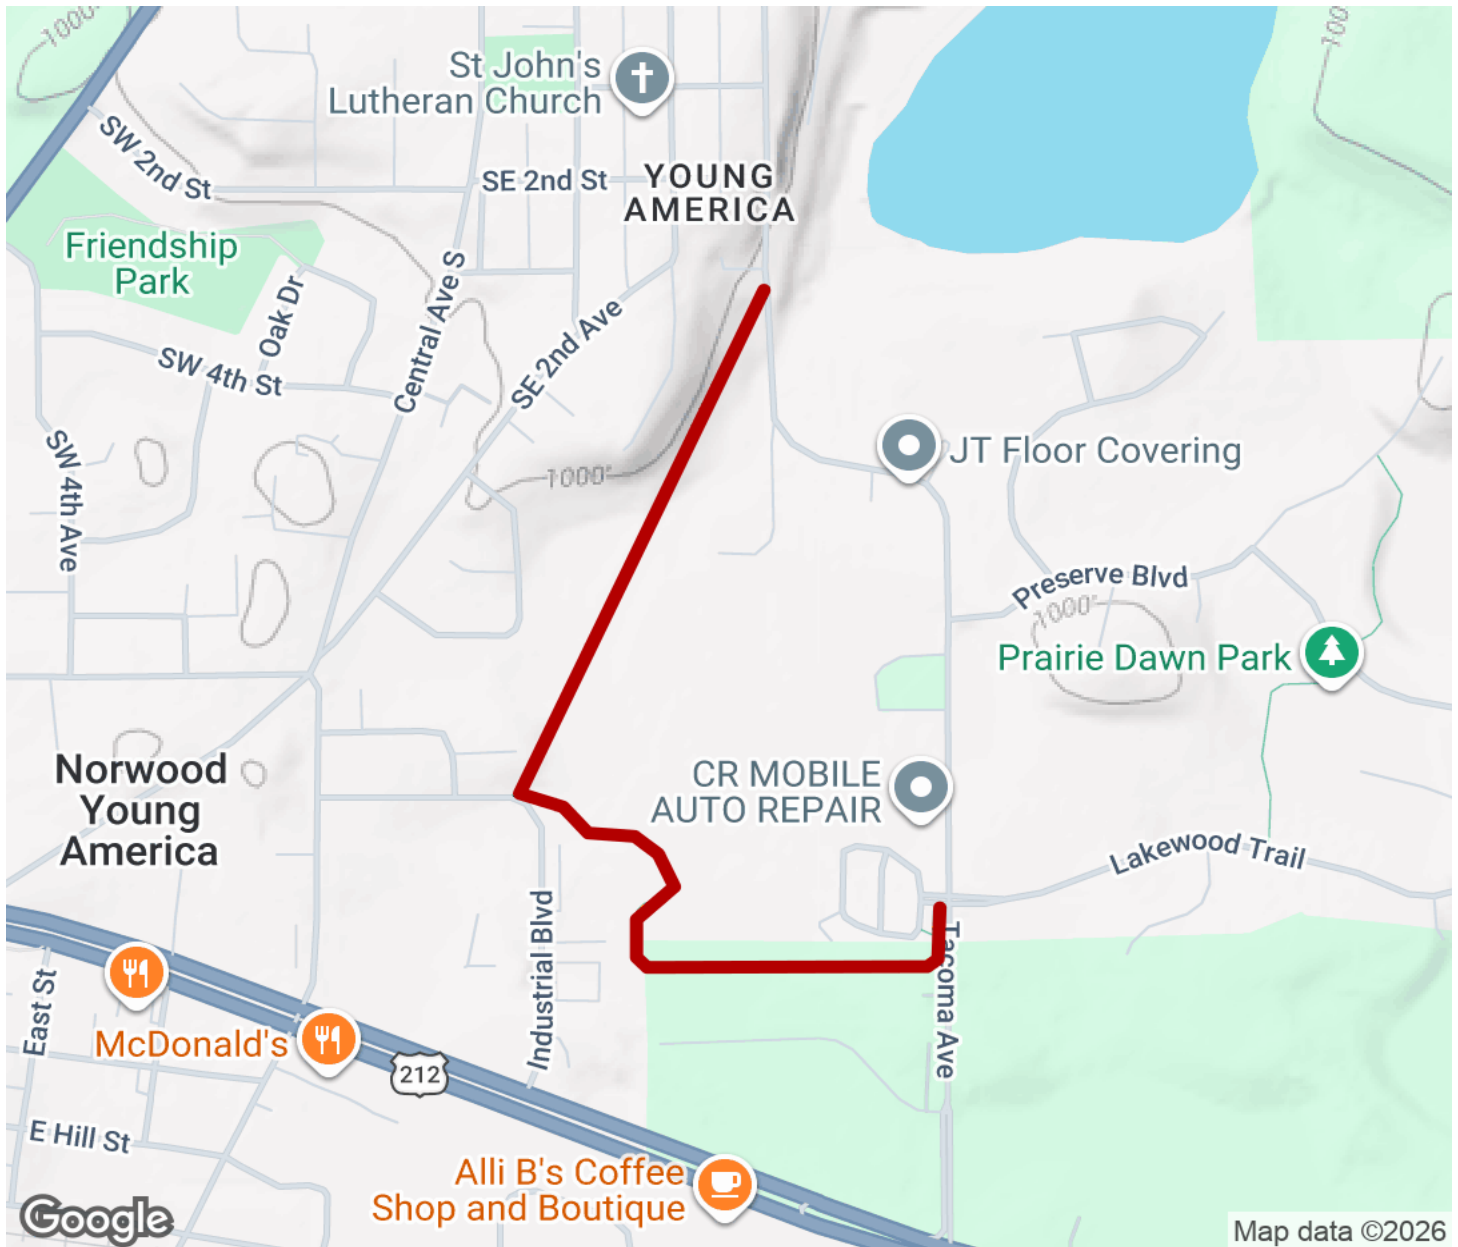 1000'
St John's
Lutheran Church
SW 2nd St
SE 2nd St
YOUNG
AMERICA
Friendship
Park
Oak Dr
Central Ave S
SE 2nd Ave
SW 4th St
SW 4th Ave
1000'
JT Floor Covering
Preserve Blvd
1000'
Prairie Dawn Park
Norwood
Young
America
CR MOBILE
AUTO REPAIR
Lakewood Trail
Industrial Blvd
Tacoma Ave
East St
McDonald's
212
E Hill St
Alli B's Coffee
Shop and Boutique
Google
Map data ©2026